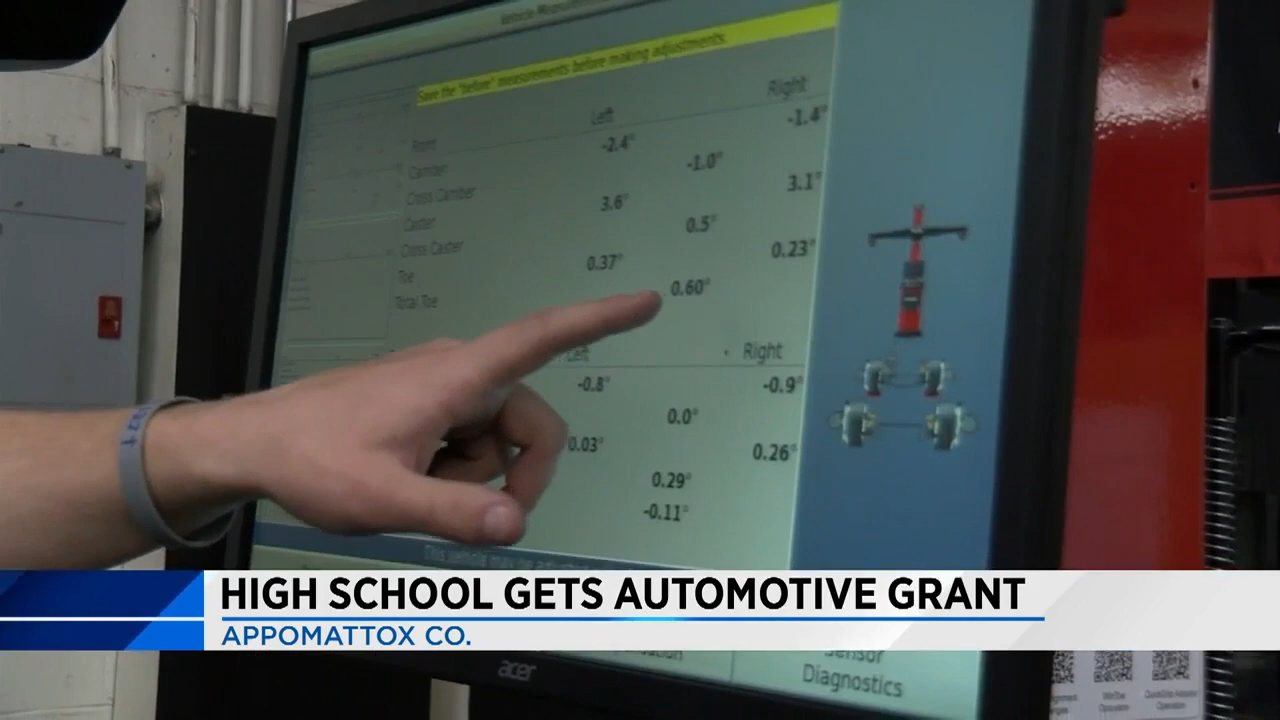 Vehicle Measurements
Save the "before" measurements before making adjustments.
Left Right
Front
Camber -2.4° -1.4°
Cross Camber -1.0°
Caster 3.6° 3.1°
Cross Caster 0.5°
Toe 0.37° 0.23°
Total Toe 0.60°
Left Right
-0.8° -0.9°
0.0°
0.03° 0.26°
0.29°
-0.11°
HIGH SCHOOL GETS AUTOMOTIVE GRANT
APPOMATTOX CO.
acer
Sensor
Diagnostics